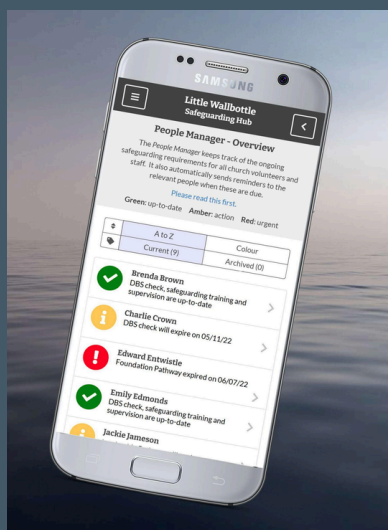 SAMSUNG
Little Wallbottle
Safeguarding Hub
People Manager - Overview
The People Manager keeps track of the ongoing
safeguarding requirements for all church volunteers and
staff. It also automatically sends reminders to the
relevant people when these are due.
Please read this first.
Green: up-to-date Amber: action Red: urgent
A to Z Colour
Current (9) Archived (0)
Brenda Brown
DBS check, safeguarding training and
supervision are up-to-date
Charlie Crown
DBS check will expire on 05/11/22
Edward Entwistle
Foundation Pathway expired on 06/07/22
Emily Edmonds
DBS check, safeguarding training and
supervision are up-to-date
Jackie Jameson